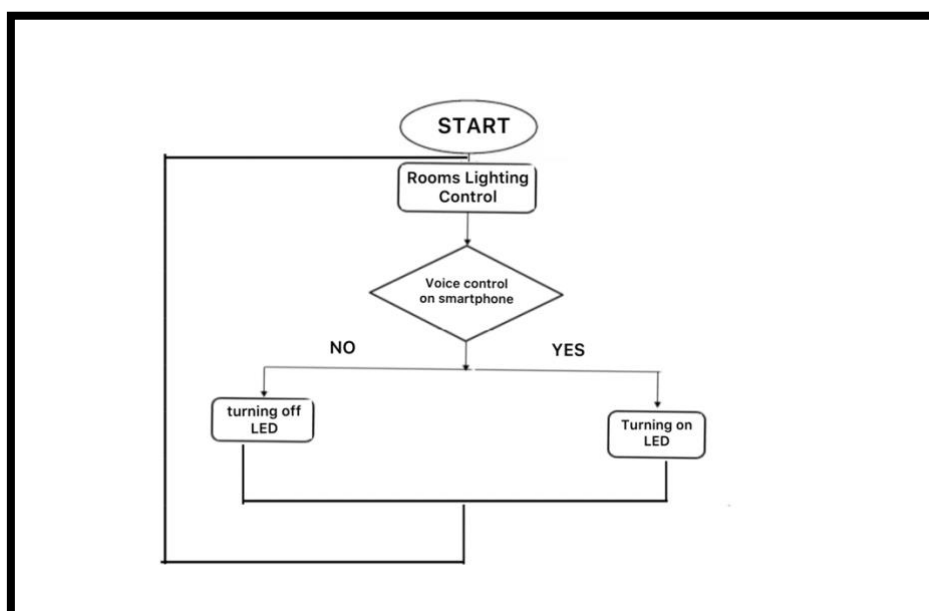 START
Rooms Lighting
Control
Voice control
on smartphone
NO
YES
turning off
LED
Turning on
LED